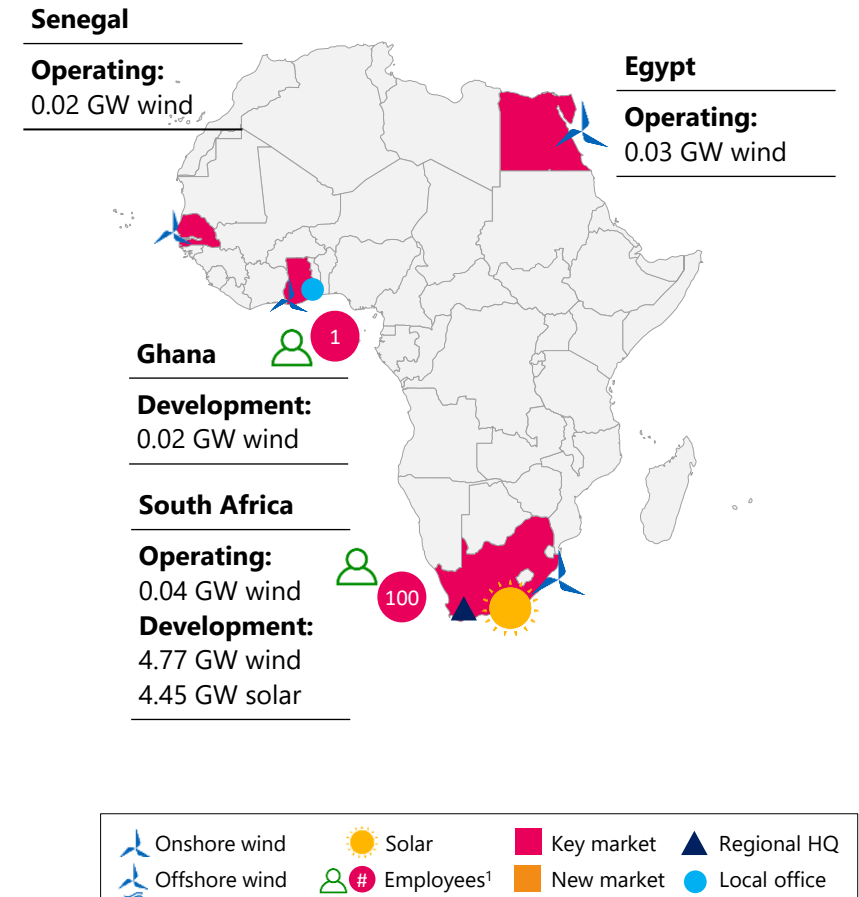 Senegal
Operating:
0.02 GW wind
Egypt
Operating:
0.03 GW wind
1
Ghana
Development:
0.02 GW wind
South Africa
Operating:
0.04 GW wind
Development:
4.77 GW wind
4.45 GW solar
100
Onshore wind
Solar
Key market
Regional HQ
Offshore wind
# Employees¹
New market
Local office